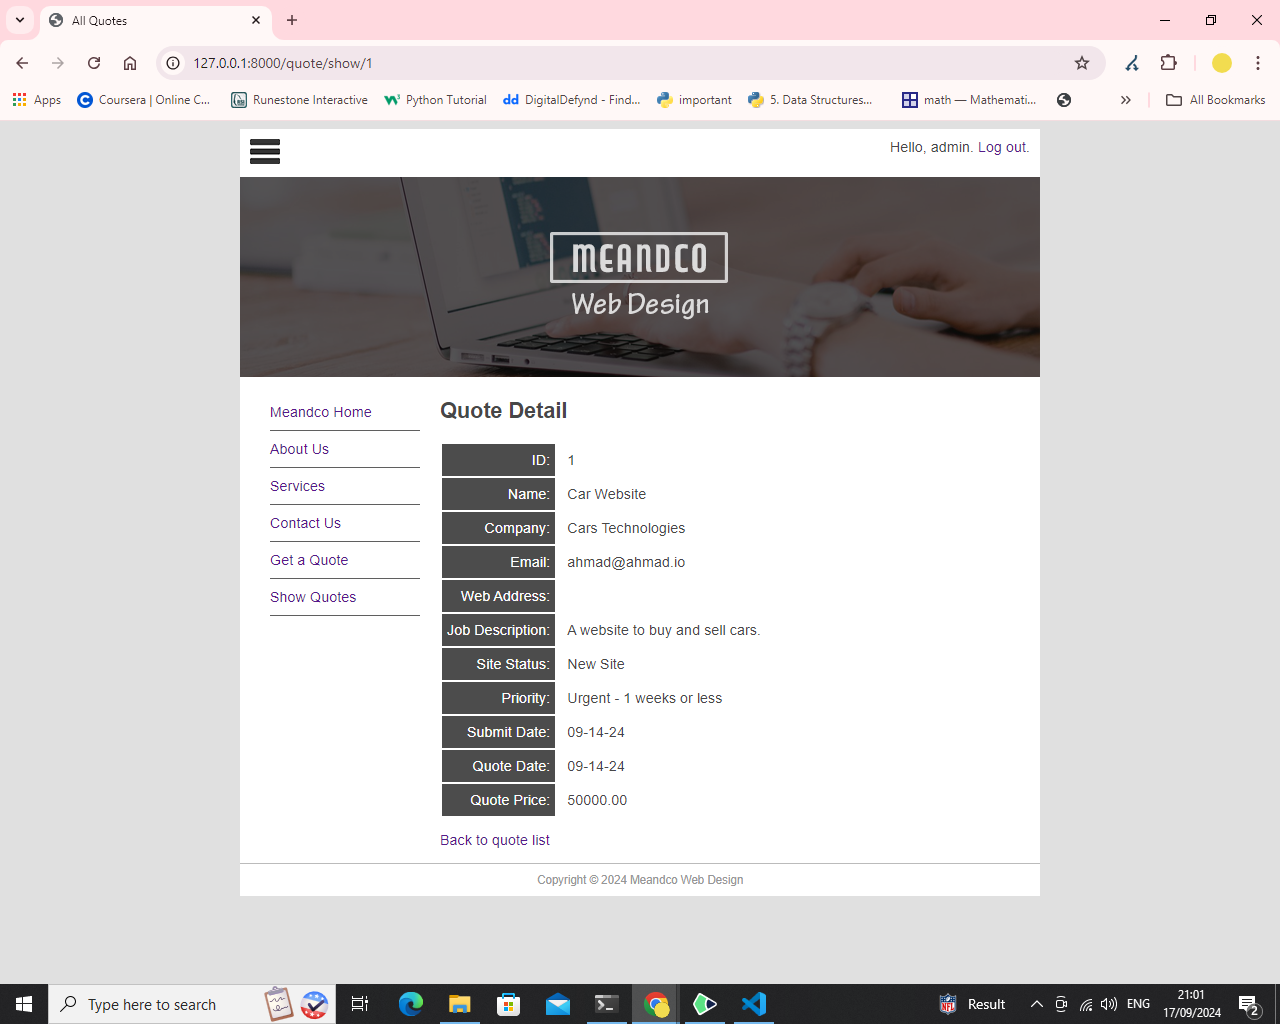 All Quotes
127.0.0.1:8000/quote/show/1
Apps
Coursera | Online C...
Runestone Interactive
Python Tutorial
DigitalDefynd - Find...
important
5. Data Structures...
math — Mathemati...
All Bookmarks
Hello, admin. Log out.
MEANDCO
Web Design
Meandco Home
About Us
Services
Contact Us
Get a Quote
Show Quotes
Quote Detail
ID: 1
Name: Car Website
Company: Cars Technologies
Email: ahmad@ahmad.io
Web Address:
Job Description: A website to buy and sell cars.
Site Status: New Site
Priority: Urgent - 1 weeks or less
Submit Date: 09-14-24
Quote Date: 09-14-24
Quote Price: 50000.00
Back to quote list
Copyright © 2024 Meandco Web Design
Type here to search
Result
ENG
21:01
17/09/2024
2